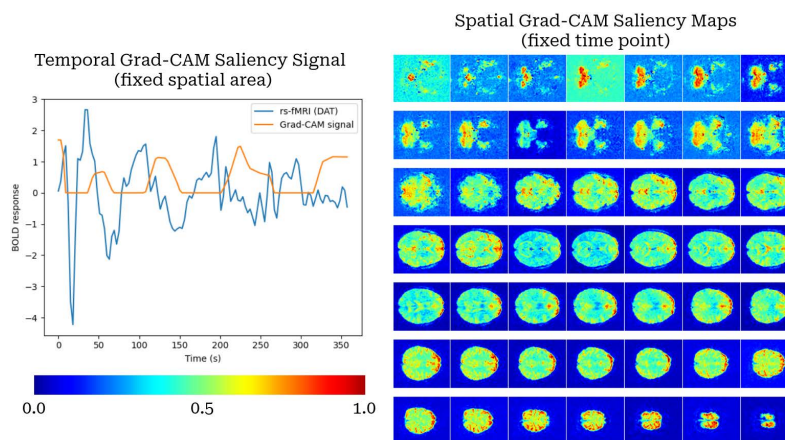 Temporal Grad-CAM Saliency Signal
(fixed spatial area)
3
2
1
0
−1
−2
−3
−4
BOLD response
rs-fMRI (DAT)
Grad-CAM signal
0
50
100
150
200
250
300
350
Time (s)
0.0
0.5
1.0
Spatial Grad-CAM Saliency Maps
(fixed time point)